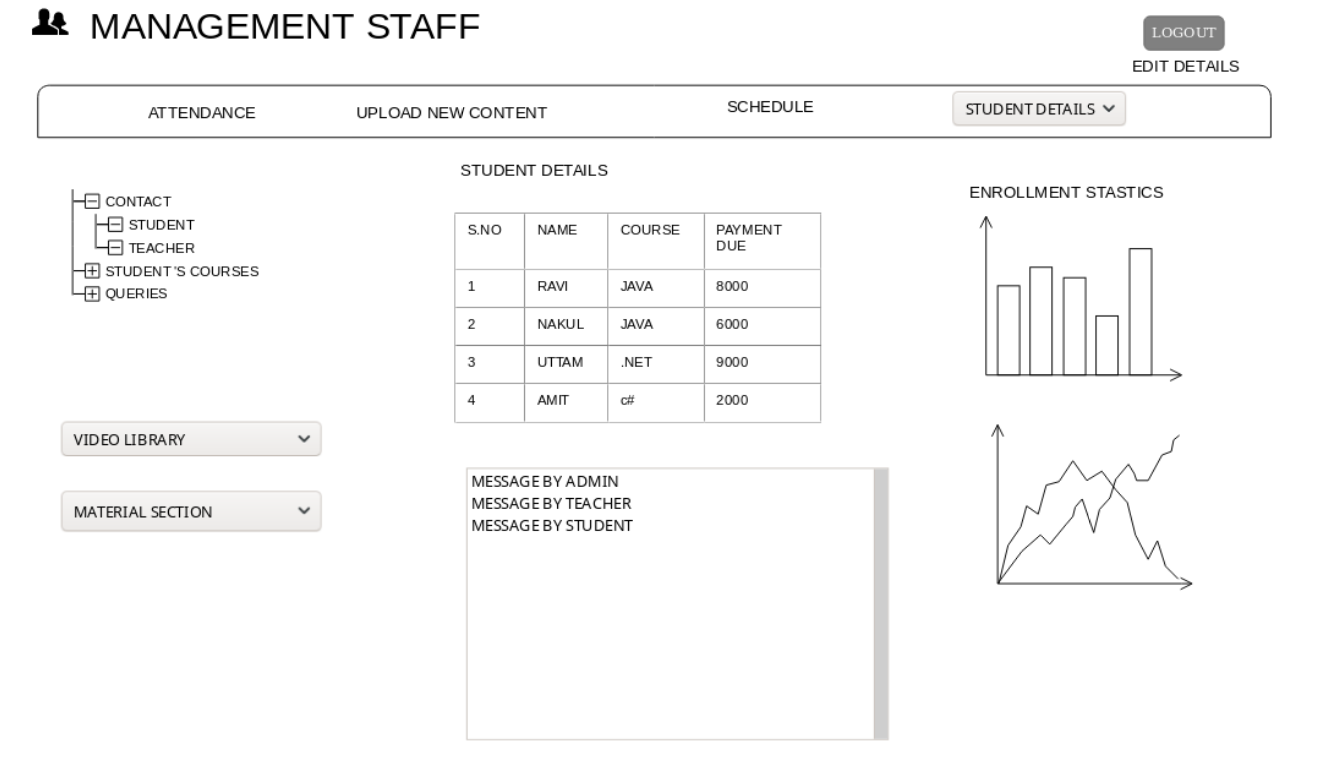 MANAGEMENT STAFF
LOGOUT
EDIT DETAILS
ATTENDANCE
UPLOAD NEW CONTENT
SCHEDULE
STUDENT DETAILS
CONTACT
STUDENT
TEACHER
STUDENT'S COURSES
QUERIES
VIDEO LIBRARY
MATERIAL SECTION
STUDENT DETAILS
S.NO NAME COURSE PAYMENT DUE
1 RAVI JAVA 8000
2 NAKUL JAVA 6000
3 UTTAM .NET 9000
4 AMIT c# 2000
MESSAGE BY ADMIN
MESSAGE BY TEACHER
MESSAGE BY STUDENT
ENROLLMENT STASTICS